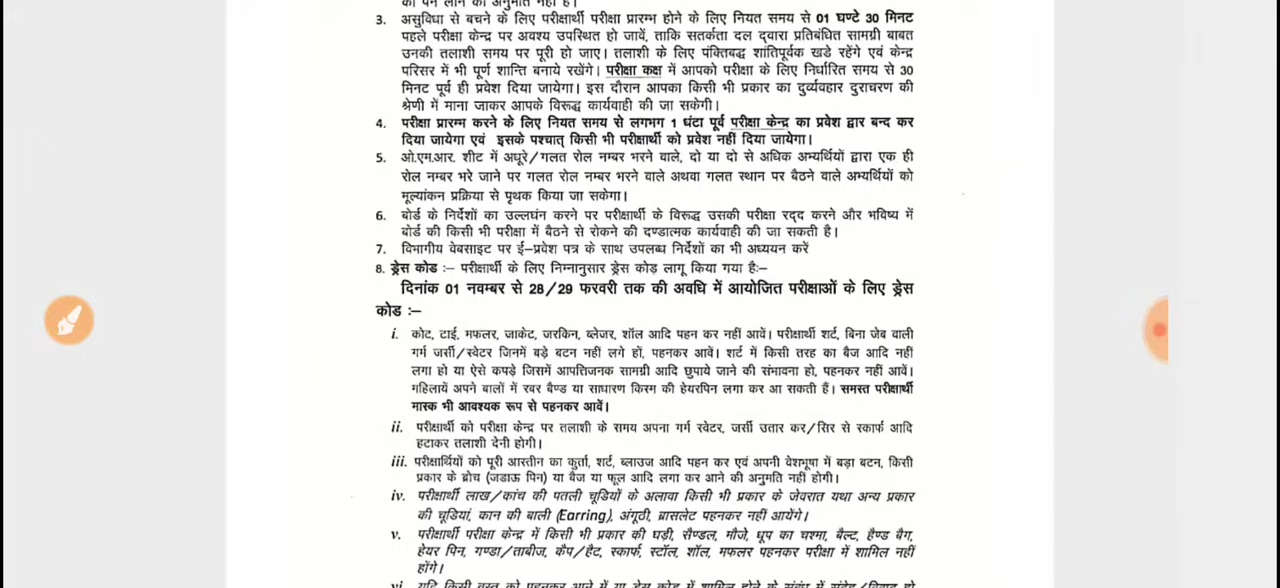 को पेन लाने की अनुमति नहीं है।
3. असुविधा से बचने के लिए परीक्षार्थी परीक्षा प्रारम्भ होने के लिए नियत समय से 01 घण्टे 30 मिनट
पहले परीक्षा केन्द्र पर अवश्य उपस्थित हो जावें, ताकि सतर्कता दल द्वारा प्रतिबंधित सामग्री बाबत
उनकी तलाशी समय पर पूरी हो जाए। तलाशी के लिए पंक्तिबद्ध शांतिपूर्वक खडे रहेंगे एवं केन्द्र
परिसर में भी पूर्ण शान्ति बनाये रखेंगे। परीक्षा कक्ष में आपको परीक्षा के लिए निर्धारित समय से 30
मिनट पूर्व ही प्रवेश दिया जायेगा। इस दौरान आपका किसी भी प्रकार का दुर्व्यवहार दुराचरण की
श्रेणी में माना जाकर आपके विरूद्ध कार्यवाही की जा सकेगी।
4. परीक्षा प्रारम्भ करने के लिए नियत समय से लगभग 1 घंटा पूर्व परीक्षा केन्द्र का प्रवेश द्वार बन्द कर
दिया जायेगा एवं इसके पश्चात् किसी भी परीक्षार्थी को प्रवेश नहीं दिया जायेगा।
5. ओ.एम.आर. शीट में अधूरे/गलत रोल नम्बर भरने वाले, दो या दो से अधिक अभ्यर्थियों द्वारा एक ही
रोल नम्बर भरे जाने पर गलत रोल नम्बर भरने वाले अथवा गलत स्थान पर बैठने वाले अभ्यर्थियों को
मूल्यांकन प्रक्रिया से पृथक किया जा सकेगा।
6. बोर्ड के निर्देशों का उल्लघंन करने पर परीक्षार्थी के विरूद्ध उसकी परीक्षा रद्द करने और भविष्य में
बोर्ड की किसी भी परीक्षा में बैठने से रोकने की दण्डात्मक कार्यवाही की जा सकती है।
7. विभागीय वेबसाइट पर ई–प्रवेश पत्र के साथ उपलब्ध निर्देशों का भी अध्ययन करें
8. ड्रेस कोड :– परीक्षार्थी के लिए निम्नानुसार ड्रेस कोड़ लागू किया गया हैः–
दिनांक 01 नवम्बर से 28/29 फरवरी तक की अवधि में आयोजित परीक्षाओं के लिए ड्रेस
कोड :–
i. कोट, टाई, मफलर, जाकेट, जरकिन, ब्लेजर, शॉल आदि पहन कर नहीं आवें। परीक्षार्थी शर्ट, बिना जेब वाली
गर्म जर्सी/स्वेटर जिनमें बड़े बटन नहीं लगे हों, पहनकर आवें। शर्ट में किसी तरह का बैज आदि नहीं
लगा हो या ऐसे कपड़े जिसमें आपत्तिजनक सामग्री आदि छुपाये जाने की संभावना हो, पहनकर नहीं आवें।
महिलायें अपने बालों में रबर बैण्ड या साधारण किस्म की हेयरपिन लगा कर आ सकती हैं। समस्त परीक्षार्थी
मास्क भी आवश्यक रूप से पहनकर आवें।
ii. परीक्षार्थी को परीक्षा केन्द्र पर तलाशी के समय अपना गर्म स्वेटर, जर्सी उतार कर/सिर से स्कार्फ आदि
हटाकर तलाशी देनी होगी।
iii. परीक्षार्थियों को पूरी आस्तीन का कुर्ता, शर्ट, ब्लाउज आदि पहन कर एवं अपनी वेशभूषा में बड़ा बटन, किसी
प्रकार के ब्रोच (जडाऊ पिन) या बैज या फूल आदि लगा कर आने की अनुमति नहीं होगी।
iv. परीक्षार्थी लाख/कांच की पतली चूडियों के अलावा किसी भी प्रकार के जेवरात यथा अन्य प्रकार
की चूडियां, कान की बाली (Earring), अंगूठी, ब्रासलेट पहनकर नहीं आयेंगे।
v. परीक्षार्थी परीक्षा केन्द्र में किसी भी प्रकार की घड़ी, सैण्डल, मौजे, धूप का चश्मा, बैल्ट, हैण्ड बैग,
हेयर पिन, गण्डा/ताबीज, कैप/हैट, स्कार्फ, स्टॉल, शॉल, मफलर पहनकर परीक्षा में शामिल नहीं
होंगे।
vi. यदि किसी वस्तु को पहनकर आने में या ड्रेस कोड में शामिल होने के संबंध में संदेह/विवाद हो